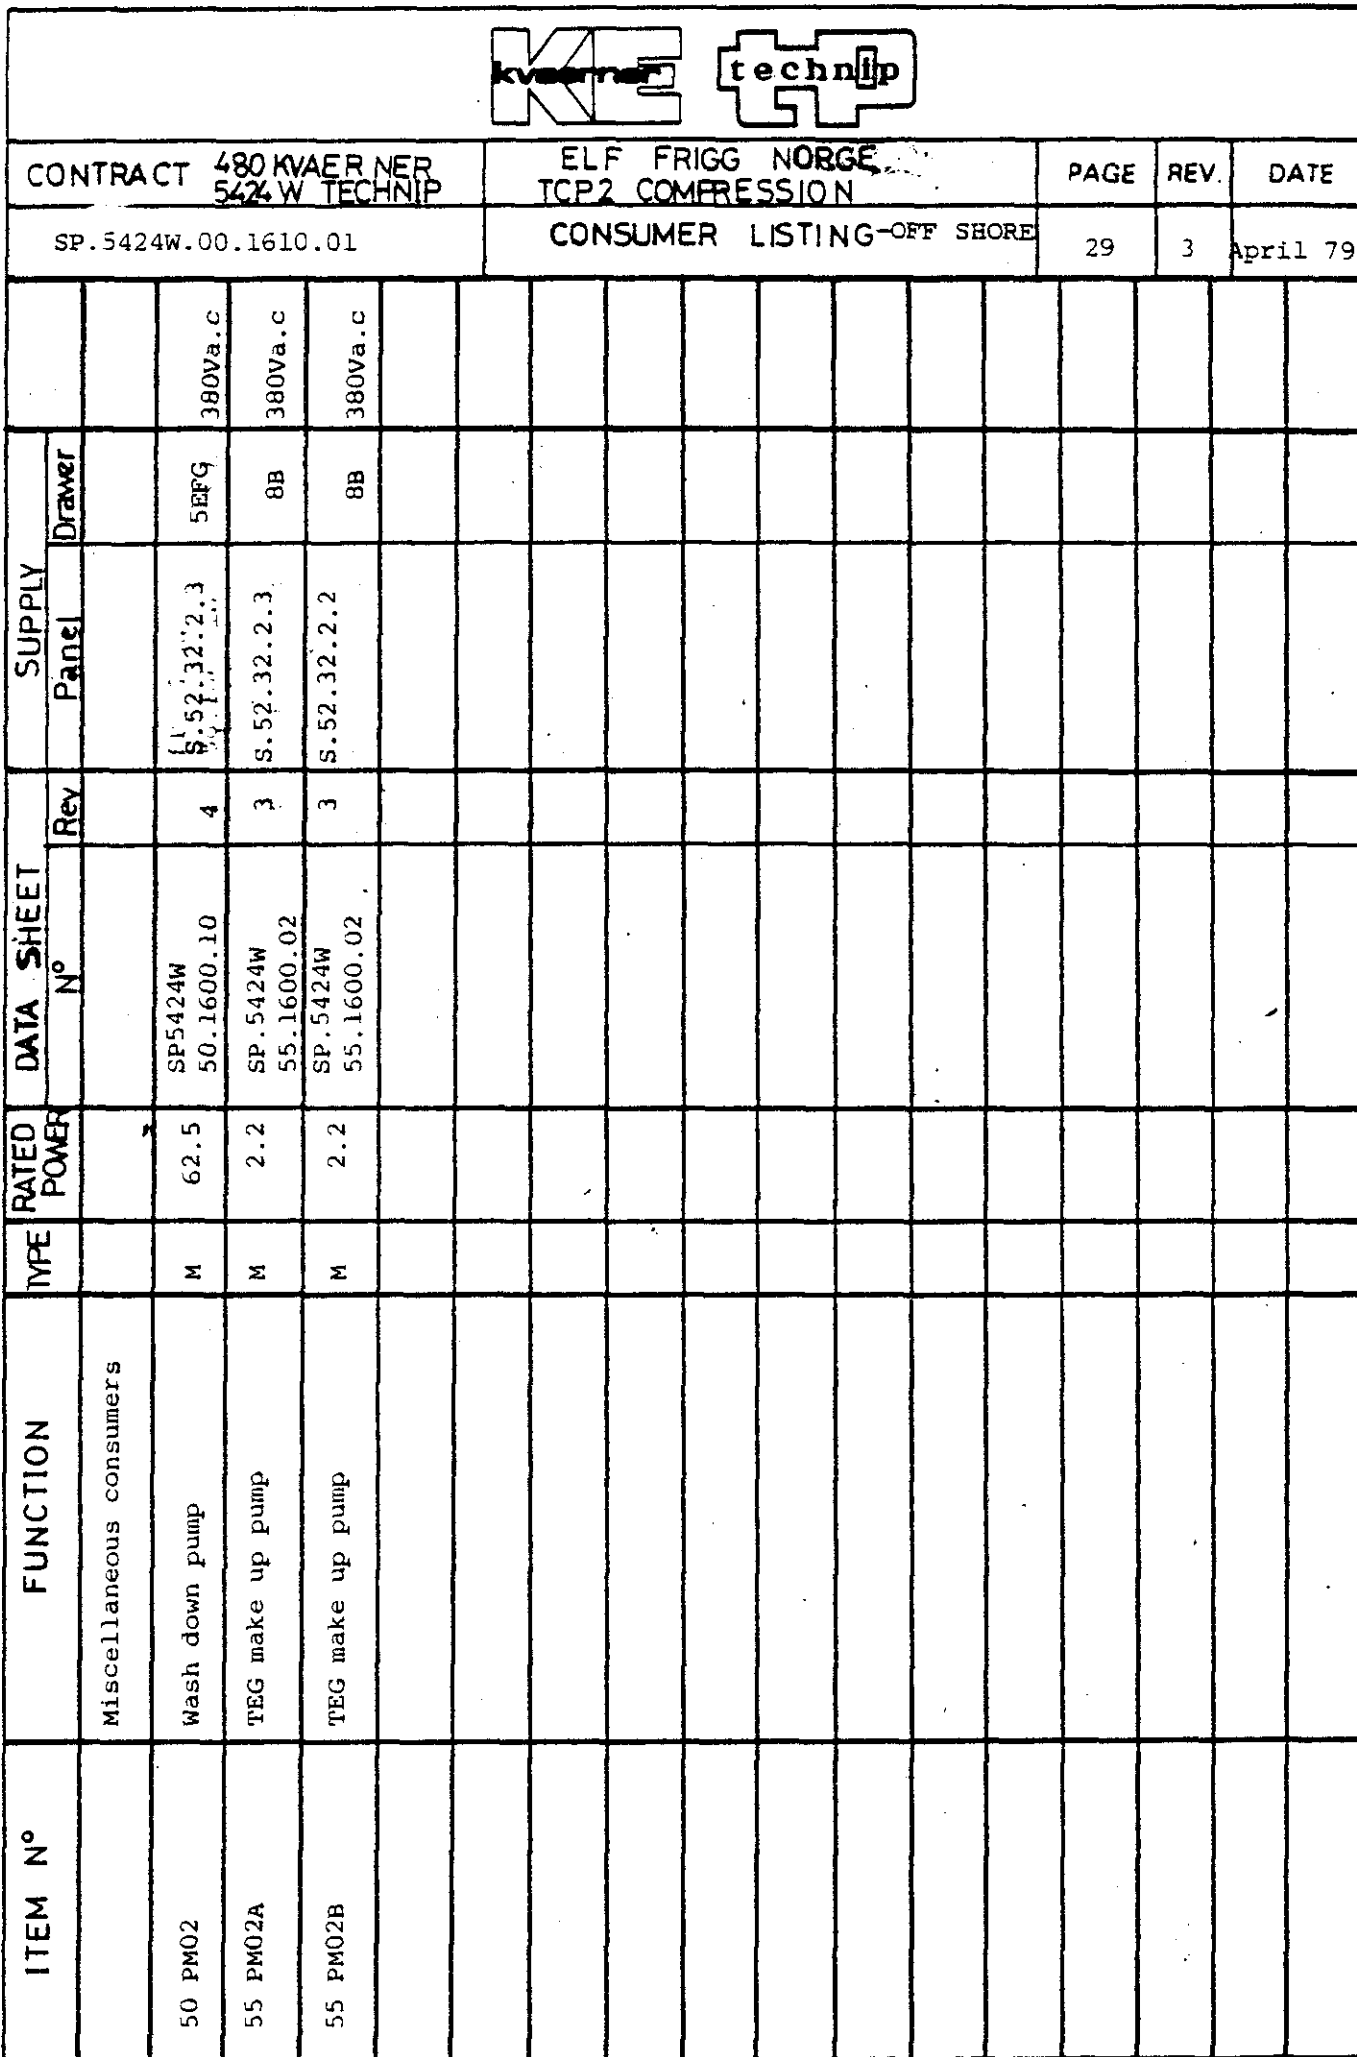 kvaerner
technip
CONTRACT 480 KVAERNER
5424 W TECHNIP
ELF FRIGG NORGE
TCP2 COMPRESSION
PAGE
REV.
DATE
SP.5424W.00.1610.01
CONSUMER LISTING-OFF SHORE
29
3
April 79
ITEM N°
FUNCTION
TYPE
RATED
POWER
DATA SHEET
N°
Rev
SUPPLY
Panel
Drawer
Miscellaneous consumers
50 PM02
Wash down pump
M
62.5
SP5424W
50.1600.10
4
S.52.32.2.3
5EFG
380Va.c
55 PM02A
TEG make up pump
M
2.2
SP.5424W
55.1600.02
3
S.52.32.2.3
8B
380Va.c
55 PM02B
TEG make up pump
M
2.2
SP.5424W
55.1600.02
3
S.52.32.2.2
8B
380Va.c